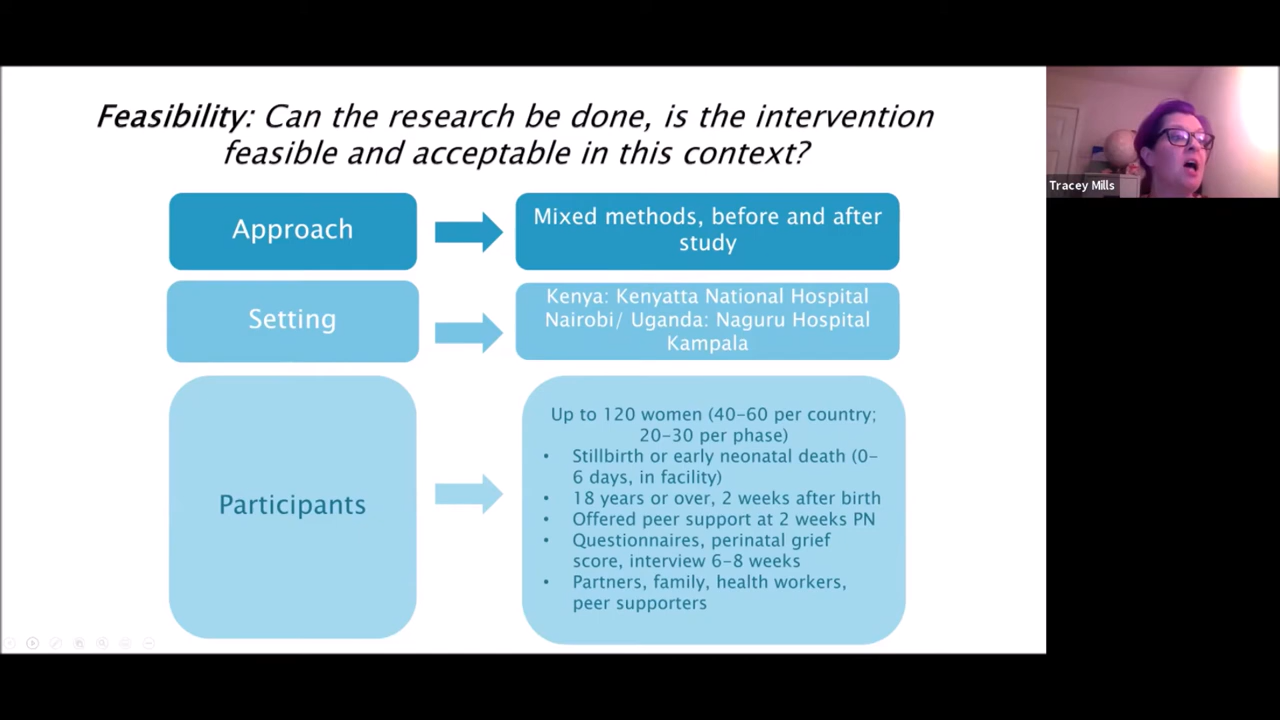 Feasibility: Can the research be done, is the intervention
feasible and acceptable in this context?
Approach
Mixed methods, before and after
study
Setting
Kenya: Kenyatta National Hospital
Nairobi/ Uganda: Naguru Hospital
Kampala
Participants
Up to 120 women (40-60 per country;
20-30 per phase)
• Stillbirth or early neonatal death (0-
6 days, in facility)
• 18 years or over, 2 weeks after birth
• Offered peer support at 2 weeks PN
• Questionnaires, perinatal grief
score, interview 6-8 weeks
• Partners, family, health workers,
peer supporters
Tracey Mills